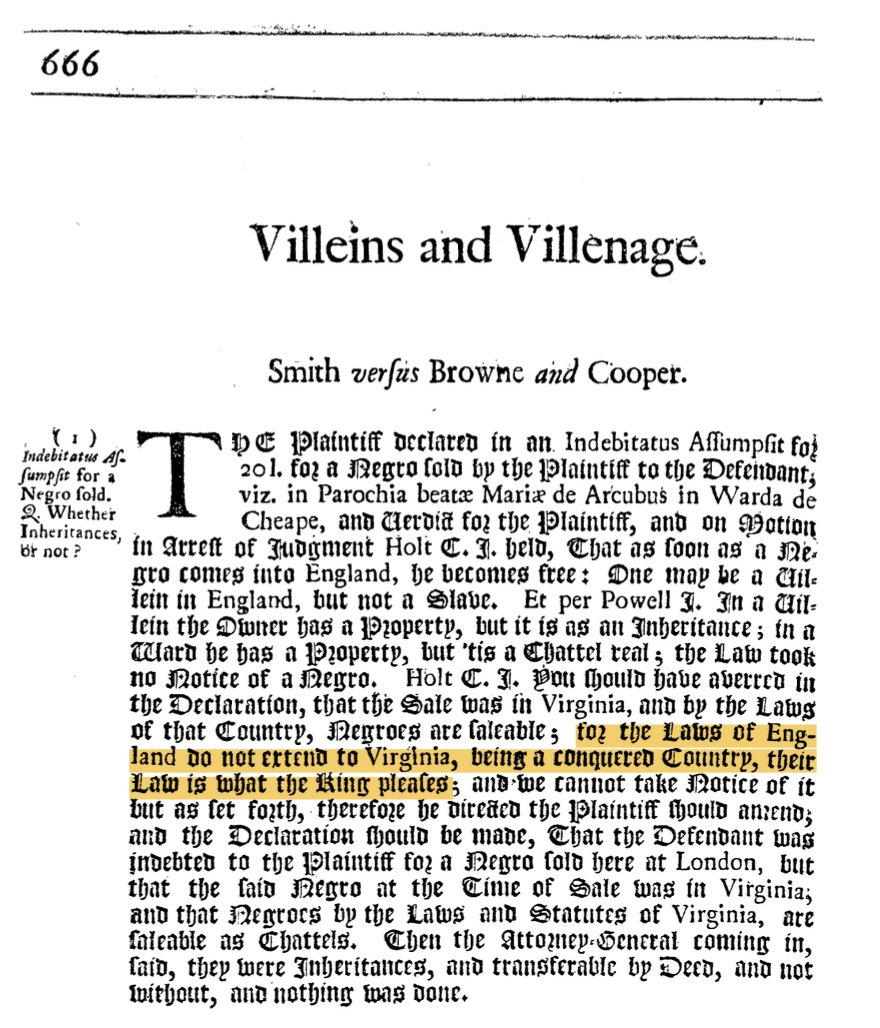 666
Villeins and Villenage.
Smith verſus Browne and Cooper.
( 1 )
Indebitatus Aſ-
ſumpſit for a
Negro ſold.
Q. Whether
Inheritances,
or not ?
THE Plaintiff declared in an Indebitatus Aſſumpſit for
20 l. for a Negro ſold by the Plaintiff to the Defendant,
viz. in Parochia beatæ Mariæ de Arcubus in Warda de
Cheape, and Verdict for the Plaintiff, and on Motion
in Arreſt of Judgment Holt C. J. held, That as ſoon as a Ne-
gro comes into England, he becomes free: One may be a Vil-
lein in England, but not a Slave. Et per Powell J. In a Vil-
lein the Owner has a Property, but it is as an Inheritance; in a
Ward he has a Property, but 'tis a Chattel real; the Law took
no Notice of a Negro. Holt C. J. You ſhould have averred in
the Declaration, that the Sale was in Virginia, and by the Laws
of that Country, Negroes are ſaleable; for the Laws of Eng-
land do not extend to Virginia, being a conquered Country, their
Law is what the King pleaſes; and we cannot take Notice of it
but as ſet forth, therefore he directed the Plaintiff ſhould amend,
and the Declaration ſhould be made, That the Defendant was
indebted to the Plaintiff for a Negro ſold here at London, but
that the ſaid Negro at the Time of Sale was in Virginia,
and that Negroes by the Laws and Statutes of Virginia, are
ſaleable as Chattels. Then the Attorney-General coming in,
ſaid, they were Inheritances, and transferable by Deed, and not
without, and nothing was done.